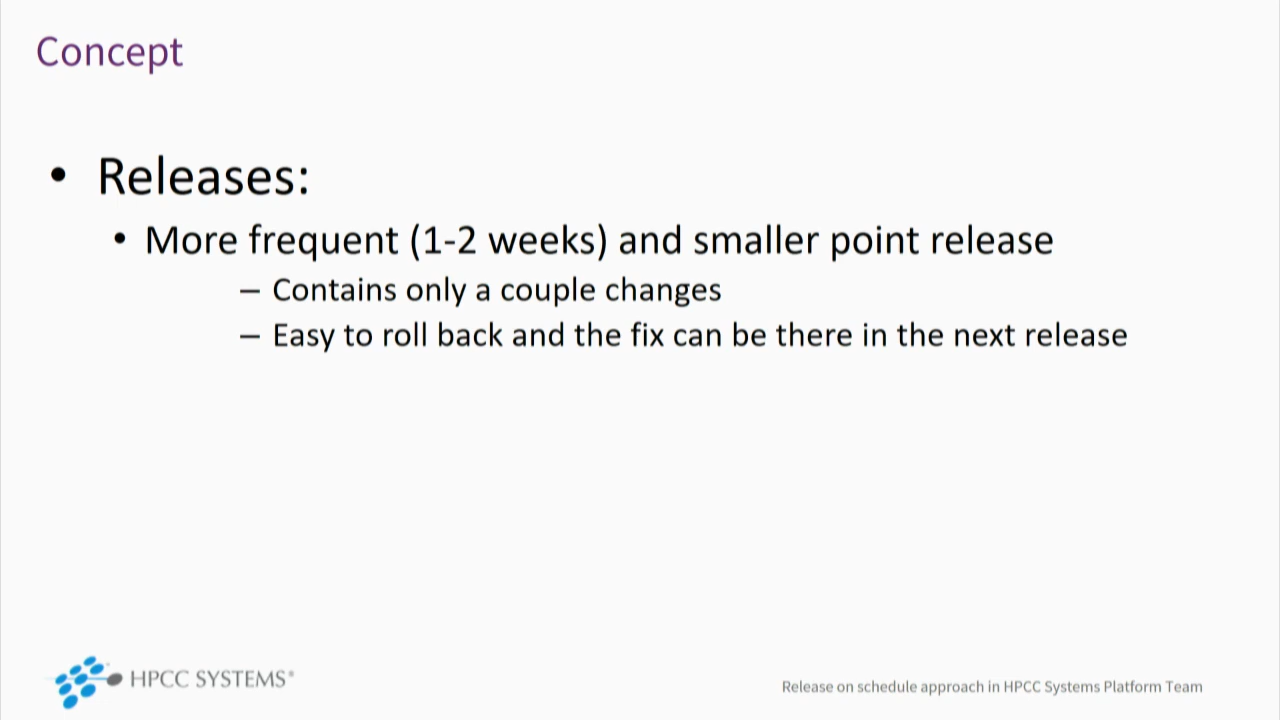 Concept
• Releases:
• More frequent (1-2 weeks) and smaller point release
– Contains only a couple changes
– Easy to roll back and the fix can be there in the next release
HPCC SYSTEMS®
Release on schedule approach in HPCC Systems Platform Team